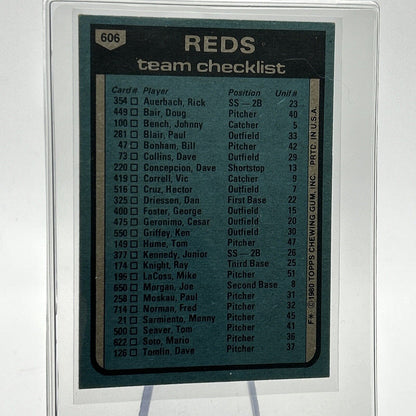 606
REDS
team checklist
Card# Player Position Unif#
354 Auerbach, Rick SS — 2B 23
449 Bair, Doug Pitcher 40
100 Bench, Johnny Catcher 5
281 Blair, Paul Outfield 33
47 Bonham, Bill Pitcher 42
73 Collins, Dave Outfield 29
220 Concepcion, Dave Shortstop 13
419 Correll, Vic Catcher 9
516 Cruz, Hector Outfield 7
325 Driessen, Dan First Base 22
400 Foster, George Outfield 15
475 Geronimo, Cesar Outfield 20
550 Griffey, Ken Outfield 30
149 Hume, Tom Pitcher 47
377 Kennedy, Junior SS — 2B 26
174 Knight, Ray Third Base 25
199 LaCoss, Mike Pitcher 51
650 Morgan, Joe Second Base 8
258 Moskau, Paul Pitcher 31
714 Norman, Fred Pitcher 32
21 Sarmiento, Manny Pitcher 45
500 Seaver, Tom Pitcher 41
622 Soto, Mario Pitcher 36
126 Tomlin, Dave Pitcher 37
F* ©1980 TOPPS CHEWING GUM, INC. PRTD. IN U.S.A.